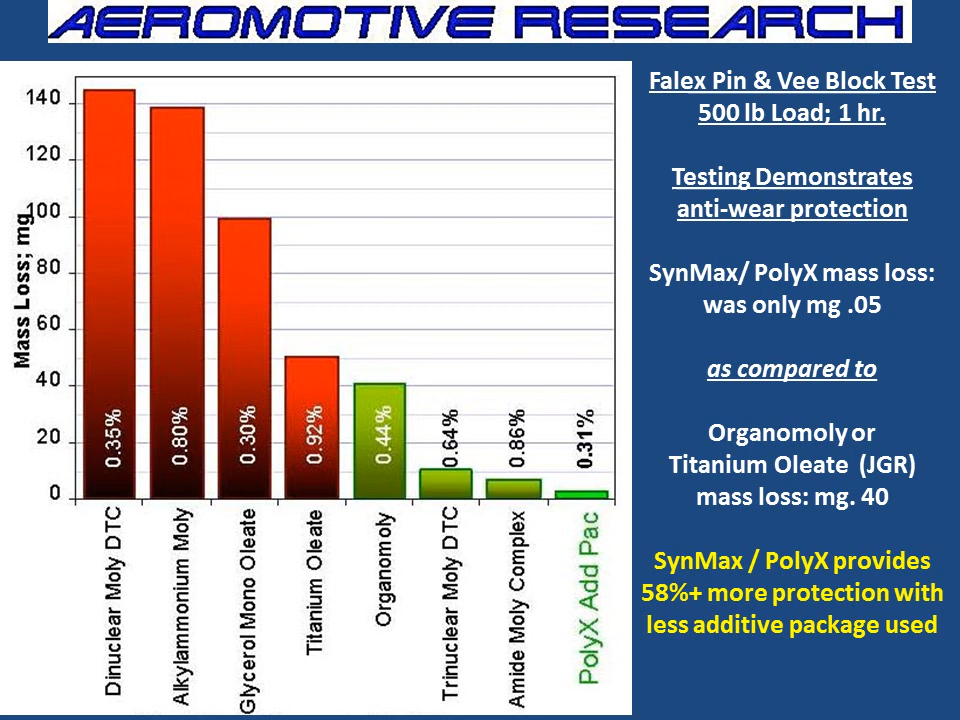 AEROMOTIVE RESEARCH
140
120
100
80
60
40
20
0
Mass Loss; mg
0.35%
0.80%
0.30%
0.92%
0.44%
0.64%
0.86%
0.31%
Dinuclear Moly DTC
Alkylammonium Moly
Glycerol Mono Oleate
Titanium Oleate
Organomoly
Trinuclear Moly DTC
Amide Moly Complex
PolyX Add Pac
Falex Pin & Vee Block Test
500 lb Load; 1 hr.
Testing Demonstrates
anti-wear protection
SynMax/ PolyX mass loss:
was only mg .05
as compared to
Organomoly or
Titanium Oleate (JGR)
mass loss: mg. 40
SynMax / PolyX provides
58%+ more protection with
less additive package used